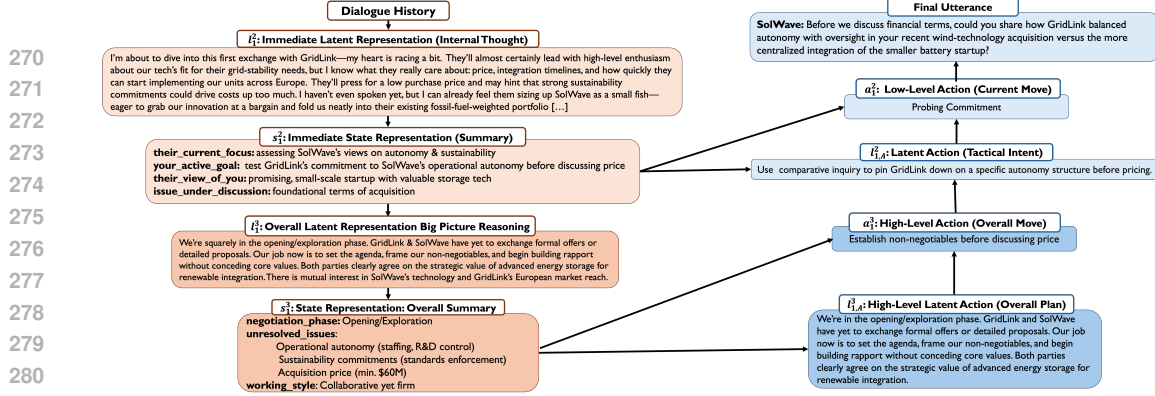 270
271
272
273
274
275
276
277
278
279
280
Dialogue History
l₁²: Immediate Latent Representation (Internal Thought)
I'm about to dive into this first exchange with GridLink—my heart is racing a bit. They'll almost certainly lead with high-level enthusiasm
about our tech's fit for their grid-stability needs, but I know what they really care about: price, integration timelines, and how quickly they
can start implementing our units across Europe. They'll press for a low purchase price and may hint that strong sustainability
commitments could drive costs up too much. I haven't even spoken yet, but I can already feel them sizing up SolWave as a small fish—
eager to grab our innovation at a bargain and fold us neatly into their existing fossil-fuel-weighted portfolio [...]
s₁²: Immediate State Representation (Summary)
their_current_focus: assessing SolWave's views on autonomy & sustainability
your_active_goal: test GridLink's commitment to SolWave's operational autonomy before discussing price
their_view_of_you: promising, small-scale startup with valuable storage tech
issue_under_discussion: foundational terms of acquisition
l₁³: Overall Latent Representation Big Picture Reasoning
We're squarely in the opening/exploration phase. GridLink & SolWave have yet to exchange formal offers or
detailed proposals. Our job now is to set the agenda, frame our non-negotiables, and begin building rapport
without conceding core values. Both parties clearly agree on the strategic value of advanced energy storage for
renewable integration. There is mutual interest in SolWave's technology and GridLink's European market reach.
s₁³: State Representation: Overall Summary
negotiation_phase: Opening/Exploration
unresolved_issues:
Operational autonomy (staffing, R&D control)
Sustainability commitments (standards enforcement)
Acquisition price (min. $60M)
working_style: Collaborative yet firm
Final Utterance
SolWave: Before we discuss financial terms, could you share how GridLink balanced
autonomy with oversight in your recent wind-technology acquisition versus the more
centralized integration of the smaller battery startup?
a₁²: Low-Level Action (Current Move)
Probing Commitment
l₁,A²: Latent Action (Tactical Intent)
Use comparative inquiry to pin GridLink down on a specific autonomy structure before pricing.
a₁³: High-Level Action (Overall Move)
Establish non-negotiables before discussing price
l₁,A³: High-Level Latent Action (Overall Plan)
We're in the opening/exploration phase. GridLink and SolWave
have yet to exchange formal offers or detailed proposals. Our job
now is to set the agenda, frame our non-negotiables, and begin
building rapport without conceding core values. Both parties
clearly agree on the strategic value of advanced energy storage for
renewable integration.